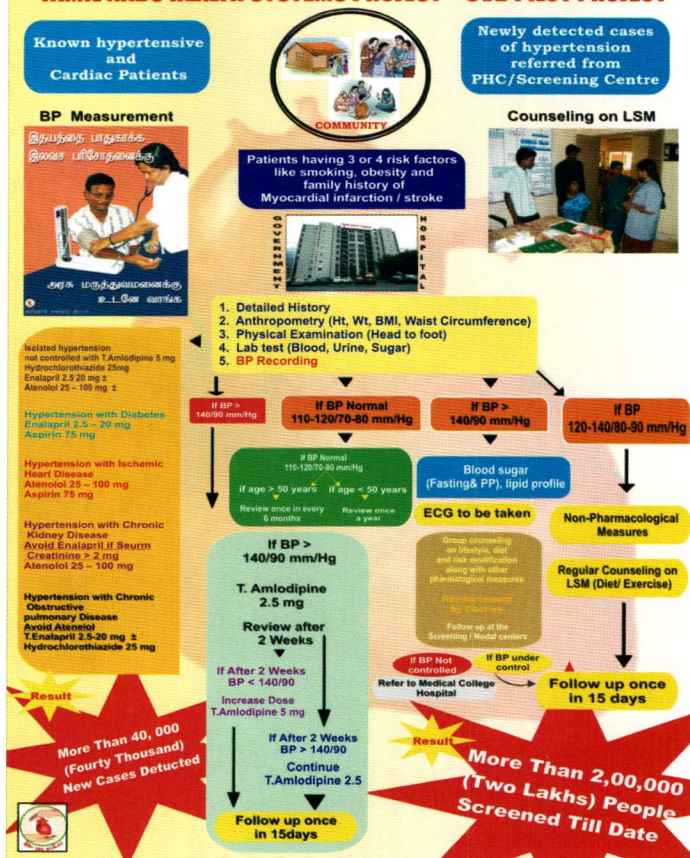 Known hypertensive
and
Cardiac Patients
COMMUNITY
Newly detected cases
of hypertension
referred from
PHC/Screening Centre
BP Measurement
Counseling on LSM
இதயத்தை பாதுகாக்க
இலவச பரிசோதனைக்கு
அரசு மருத்துவமனைக்கு
உடனே வாங்க
Patients having 3 or 4 risk factors
like smoking, obesity and
family history of
Myocardial infarction / stroke
GOVERNMENT
HOSPITAL
1. Detailed History
2. Anthropometry (Ht, Wt, BMI, Waist Circumference)
3. Physical Examination (Head to foot)
4. Lab test (Blood, Urine, Sugar)
5. BP Recording
Isolated hypertension
not controlled with T.Amlodipine 5 mg
Hydrochlorothiazide 25mg
Enalapril 2.5 20 mg ±
Atenolol 25 – 100 mg ±
Hypertension with Diabetes
Enalapril 2.5 – 20 mg
Aspirin 75 mg
Hypertension with Ischemic
Heart Disease
Atenolol 25 – 100 mg
Aspirin 75 mg
Hypertension with Chronic
Kidney Disease
Avoid Enalapril if Seurm
Creatinine > 2 mg
Atenolol 25 – 100 mg
Hypertension with Chronic
Obstructive
pulmonary Disease
Avoid Atenelol
T.Enalapril 2.5-20 mg ±
Hydrochlorothiazide 25 mg
If BP >
140/90 mm/Hg
If BP Normal
110-120/70-80 mm/Hg
If BP >
140/90 mm/Hg
If BP
120-140/80-90 mm/Hg
If BP Normal
110-120/70-80 mm/Hg
if age > 50 years
if age < 50 years
Review once in every
6 months
Review once
a year
Blood sugar
(Fasting& PP), lipid profile
ECG to be taken
Group counseling
on lifestyle, diet
and risk modification
along with other
pharmalogical measures
by Doctors
Follow up at the
Screening / Nodal centers
Non-Pharmacological
Measures
Regular Counseling on
LSM (Diet/ Exercise)
If BP Not
controlled
If BP under
control
Refer to Medical College
Hospital
Follow up once
in 15 days
If BP >
140/90 mm/Hg
T. Amlodipine
2.5 mg
Review after
2 Weeks
If After 2 Weeks
BP < 140/90
Increase Dose
T.Amlodipine 5 mg
If After 2 Weeks
BP > 140/90
Continue
T.Amlodipine 2.5
Follow up once
in 15days
Result
More Than 40, 000
(Fourty Thousand)
New Cases Detucted
Result
More Than 2,00,000
(Two Lakhs) People
Screened Till Date